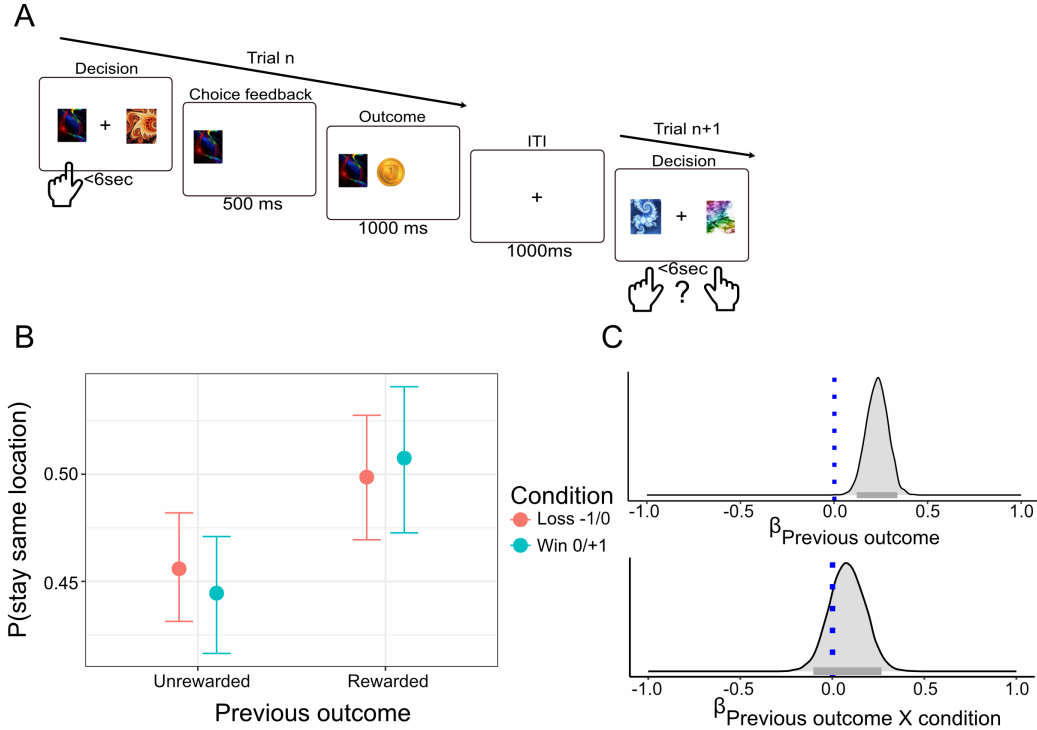 A
Trial n
Decision
+
<6sec
Choice feedback
500 ms
Outcome
1
1000 ms
ITI
+
1000ms
Trial n+1
Decision
+
<6sec
?
B
P(stay same location)
0.50
0.45
Unrewarded
Rewarded
Previous outcome
Condition
Loss -1/0
Win 0/+1
C
-1.0 -0.5 0.0 0.5 1.0
βPrevious outcome
-1.0 -0.5 0.0 0.5 1.0
βPrevious outcome X condition